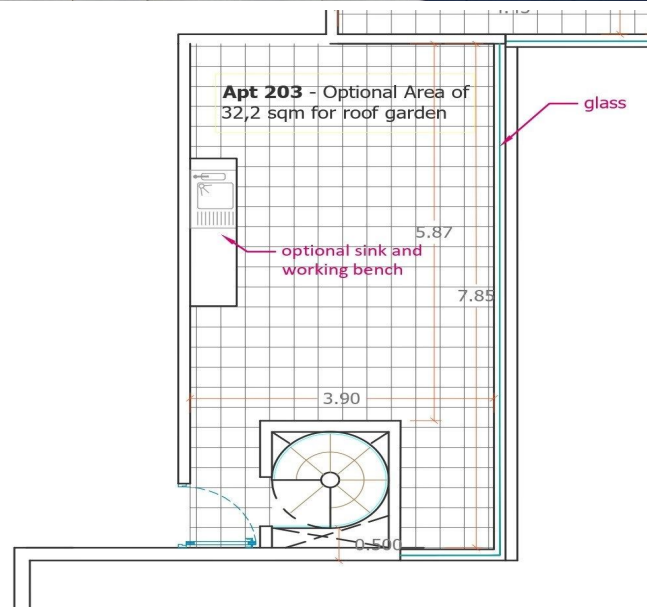 Apt 203 - Optional Area of
32,2 sqm for roof garden
glass
5.87
optional sink and
working bench
7.85
3.90
0.500